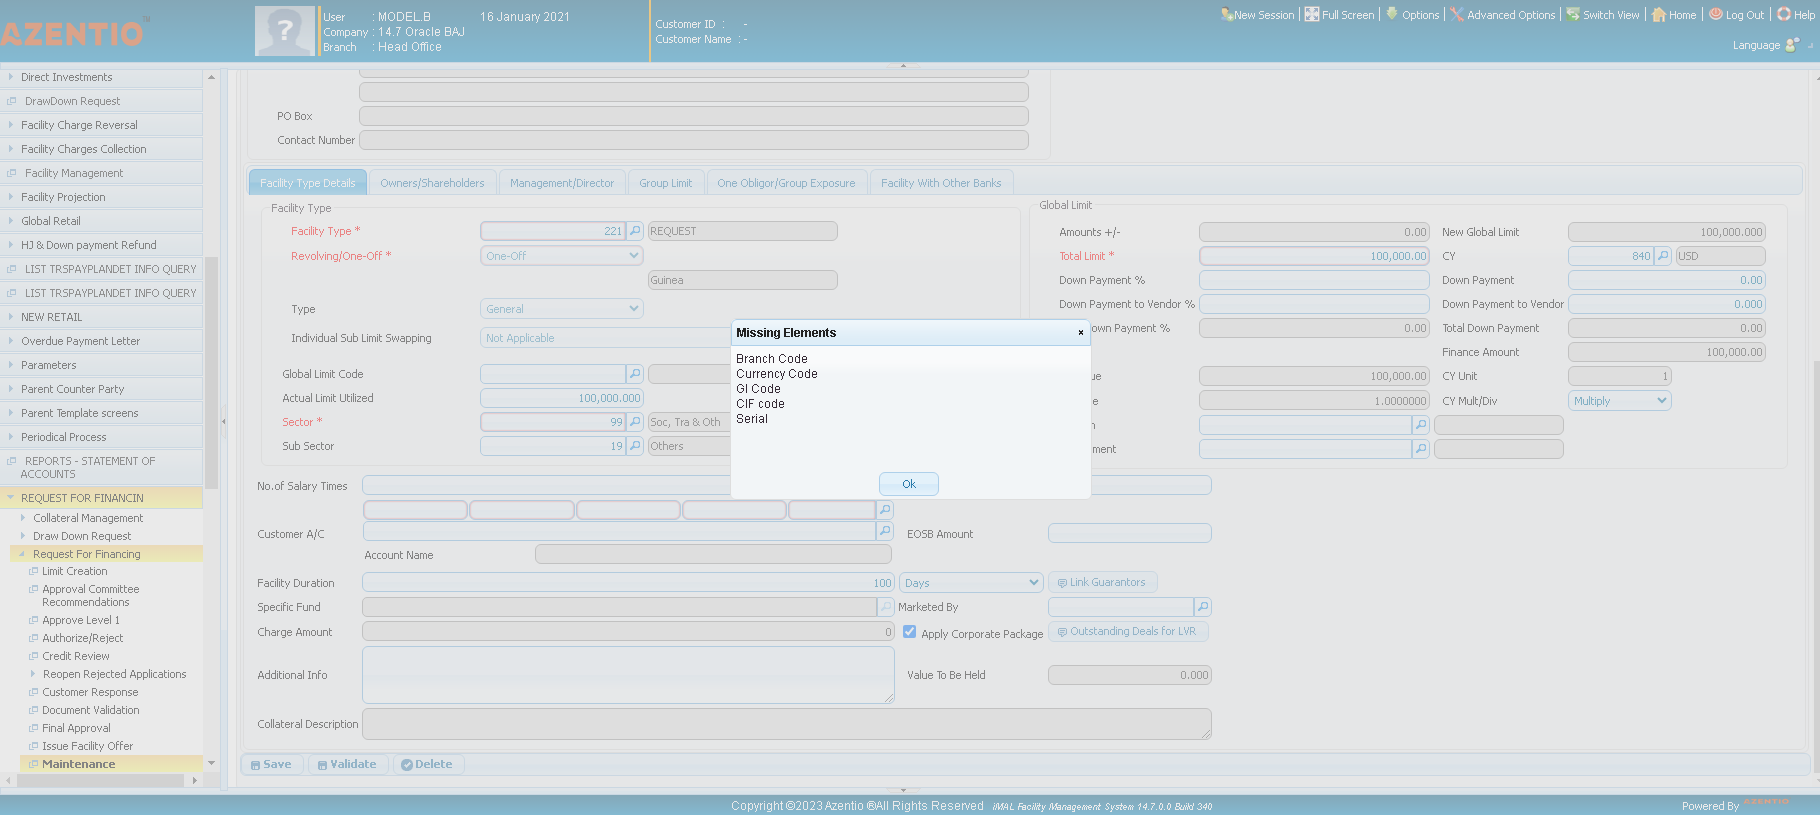 AZENTIO™
User : MODEL.B 16 January 2021
Company : 14.7 Oracle BAJ
Branch : Head Office
Customer ID : -
Customer Name : -
New Session Full Screen Options Advanced Options Switch View Home Log Out Help
Language
Direct Investments
DrawDown Request
Facility Charge Reversal
Facility Charges Collection
Facility Management
Facility Projection
Global Retail
HJ & Down payment Refund
LIST TRSPAYPLANDET INFO QUERY
LIST TRSPAYPLANDET INFO QUERY
NEW RETAIL
Overdue Payment Letter
Parameters
Parent Counter Party
Parent Template screens
Periodical Process
REPORTS - STATEMENT OF
ACCOUNTS
REQUEST FOR FINANCIN
Collateral Management
Draw Down Request
Request For Financing
Limit Creation
Approval Committee
Recommendations
Approve Level 1
Authorize/Reject
Credit Review
Reopen Rejected Applications
Customer Response
Document Validation
Final Approval
Issue Facility Offer
Maintenance
PO Box
Contact Number
Facility Type Details Owners/Shareholders Management/Director Group Limit One Obligor/Group Exposure Facility With Other Banks
Facility Type
Facility Type * 221 REQUEST
Revolving/One-Off * One-Off
Guinea
Type General
Individual Sub Limit Swapping Not Applicable
Global Limit Code
Actual Limit Utilized 100,000.000
Sector * 99 Soc, Tra & Oth
Sub Sector 19 Others
Global Limit
Amounts +/- 0.00 New Global Limit 100,000.000
Total Limit * 100,000.00 CY 840 USD
Down Payment % Down Payment 0.00
Down Payment to Vendor % Down Payment to Vendor 0.000
own Payment % 0.00 Total Down Payment 0.00
Finance Amount 100,000.00
ue 100,000.00 CY Unit 1
e 1.0000000 CY Mult/Div Multiply
n
ment
Missing Elements ×
Branch Code
Currency Code
Gl Code
CIF code
Serial
Ok
No.of Salary Times
Customer A/C EOSB Amount
Account Name
Facility Duration 100 Days Link Guarantors
Specific Fund Marketed By
Charge Amount 0 Apply Corporate Package Outstanding Deals for LVR
Additional Info Value To Be Held 0.000
Collateral Description
Save Validate Delete
Copyright ©2023 Azentio ®All Rights Reserved iMAL Facility Management System 14.7.0.0 Build 340
Powered By AZENTIO